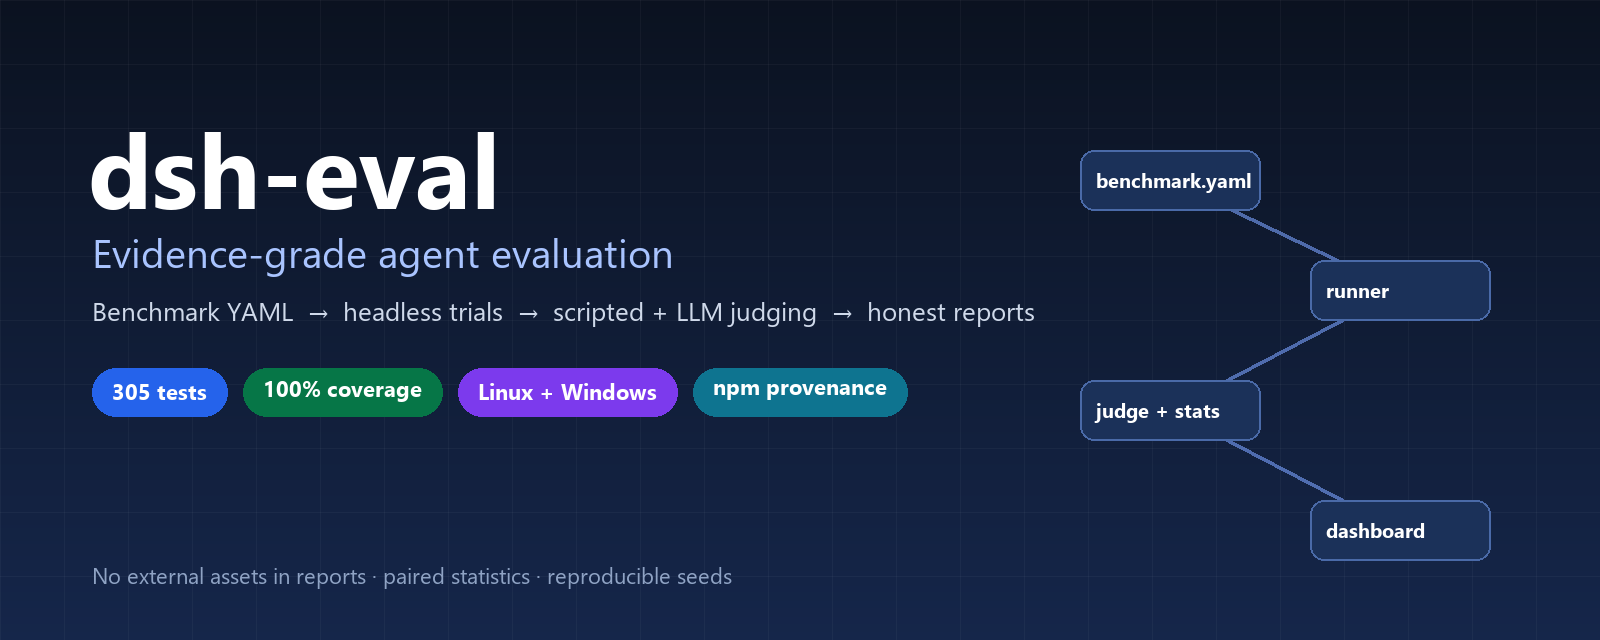 dsh-eval
Evidence-grade agent evaluation
Benchmark YAML → headless trials → scripted + LLM judging → honest reports
305 tests
100% coverage
Linux + Windows
npm provenance
No external assets in reports · paired statistics · reproducible seeds
benchmark.yaml
runner
judge + stats
dashboard